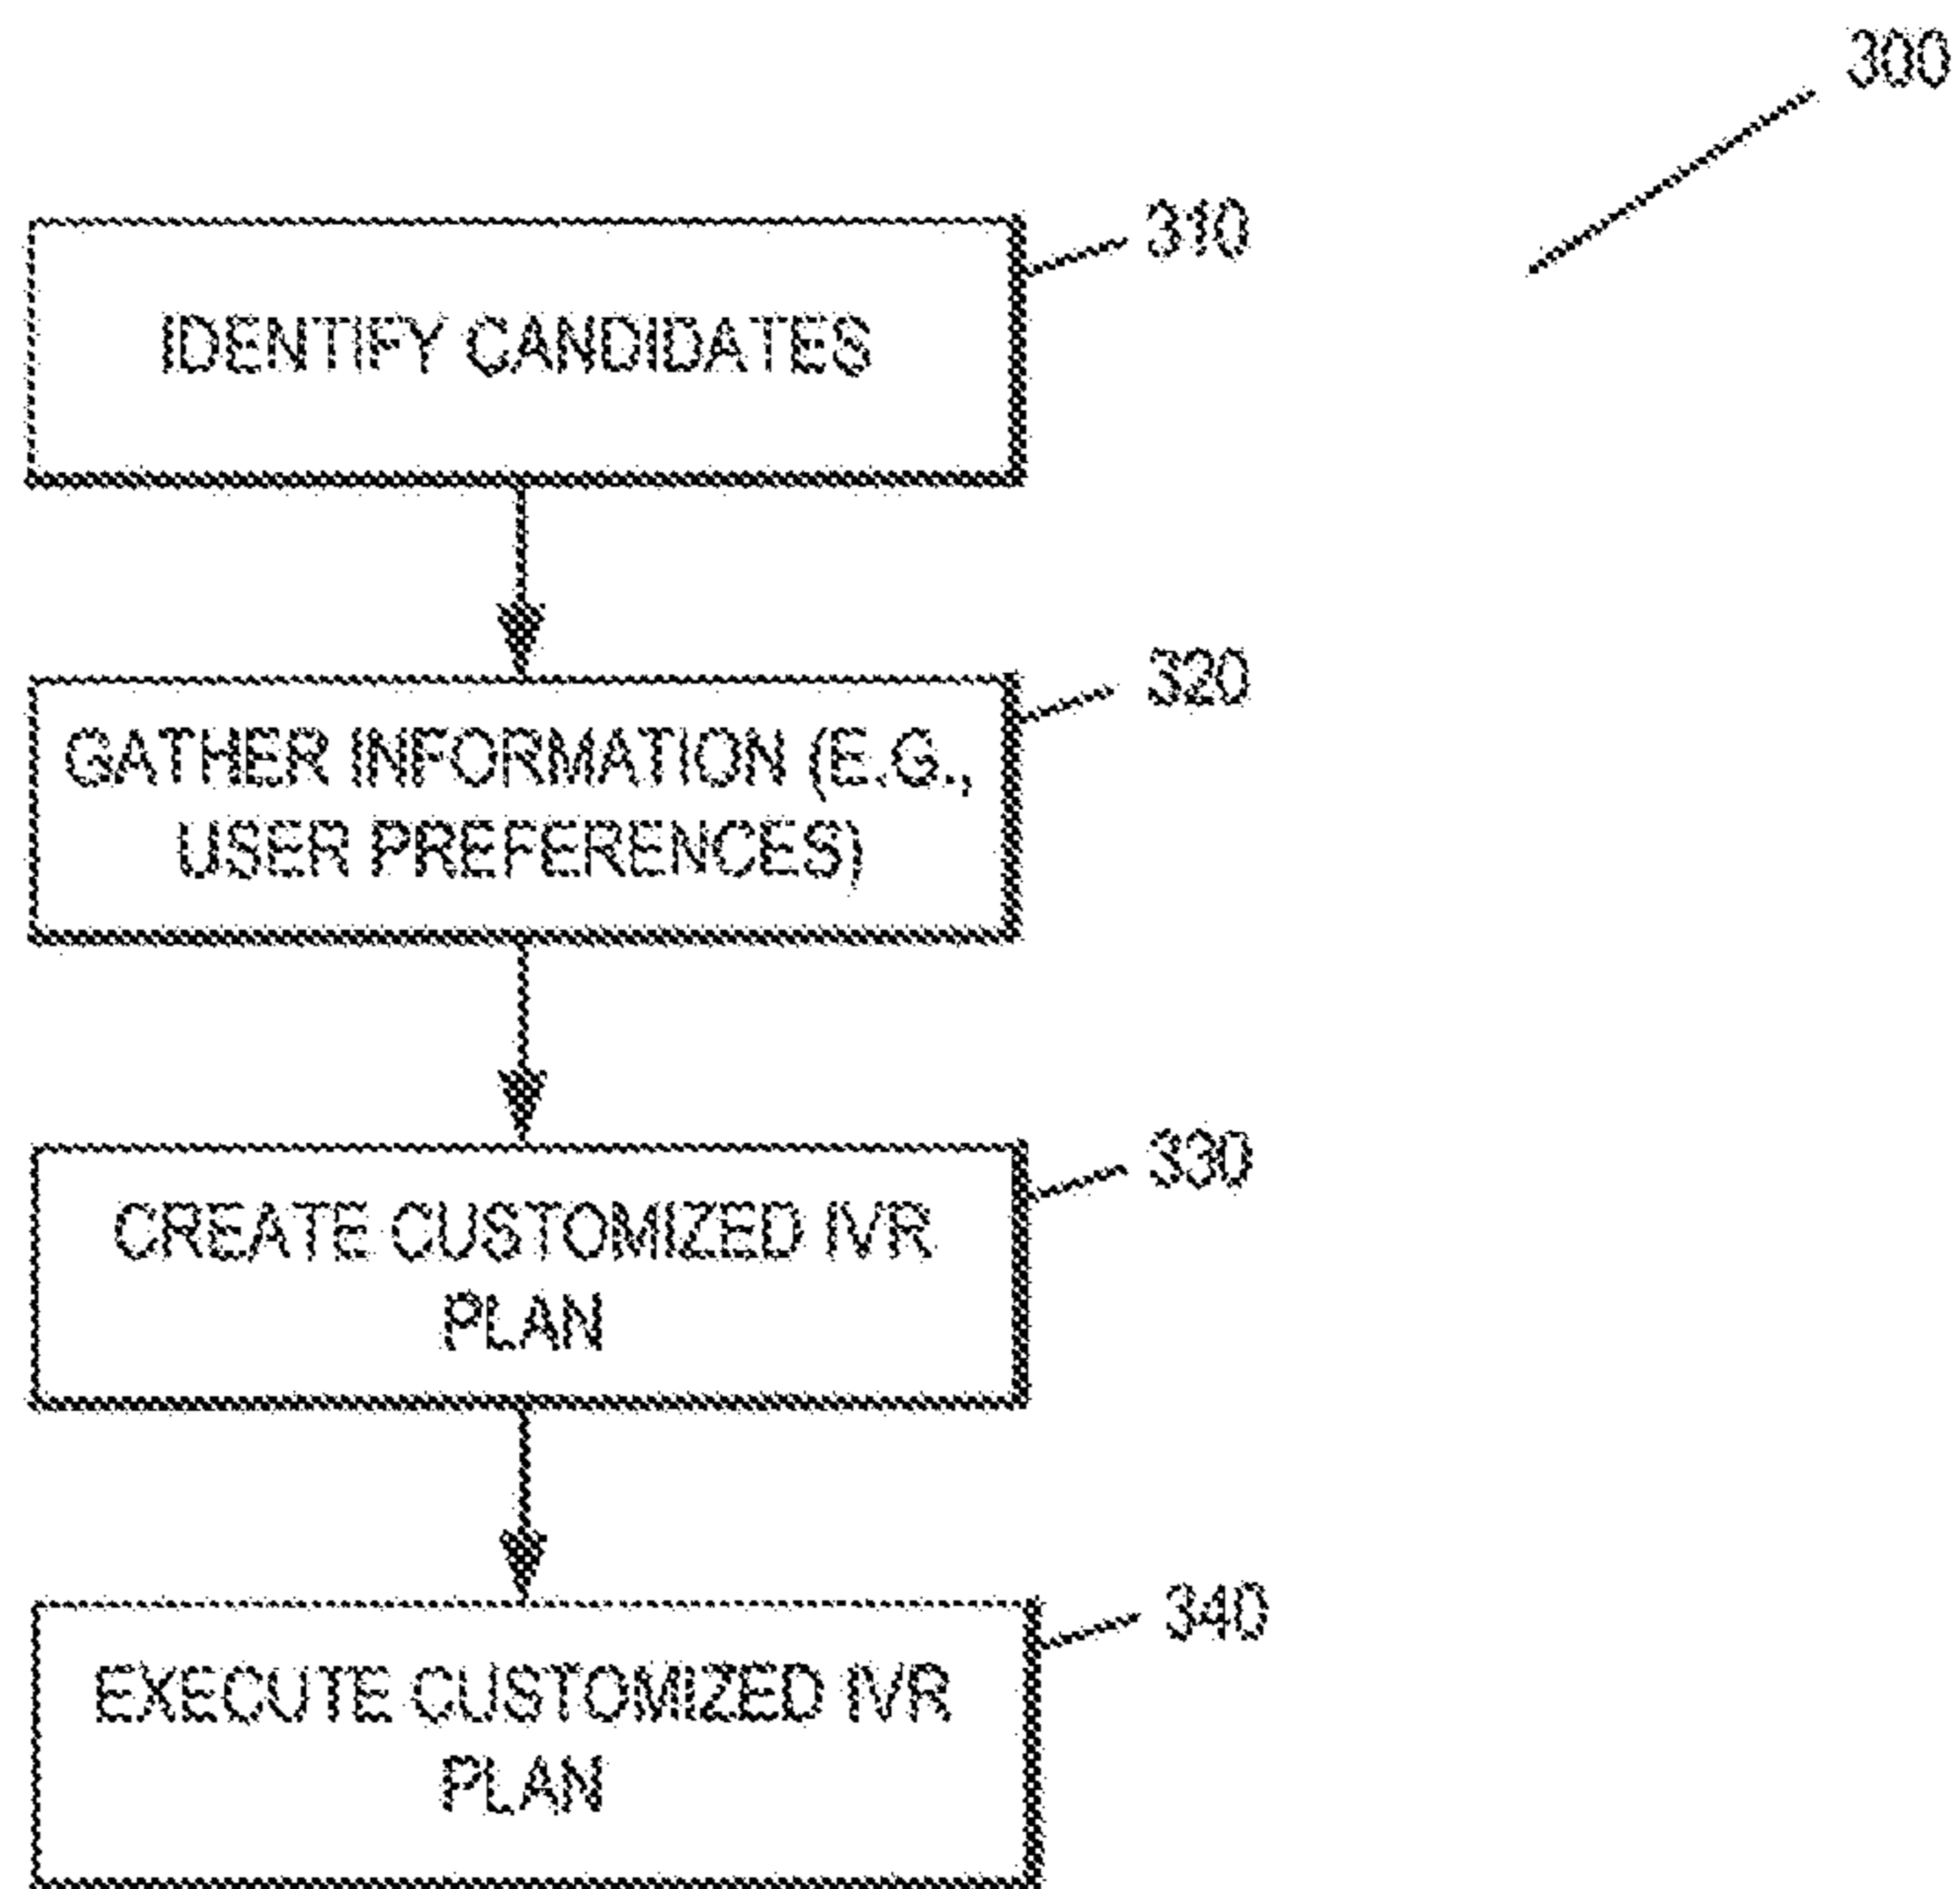 300
310
IDENTIFY CANDIDATES
320
GATHER INFORMATION (E.G.,
USER PREFERENCES)
330
CREATE CUSTOMIZED IVR
PLAN
340
EXECUTE CUSTOMIZED IVR
PLAN